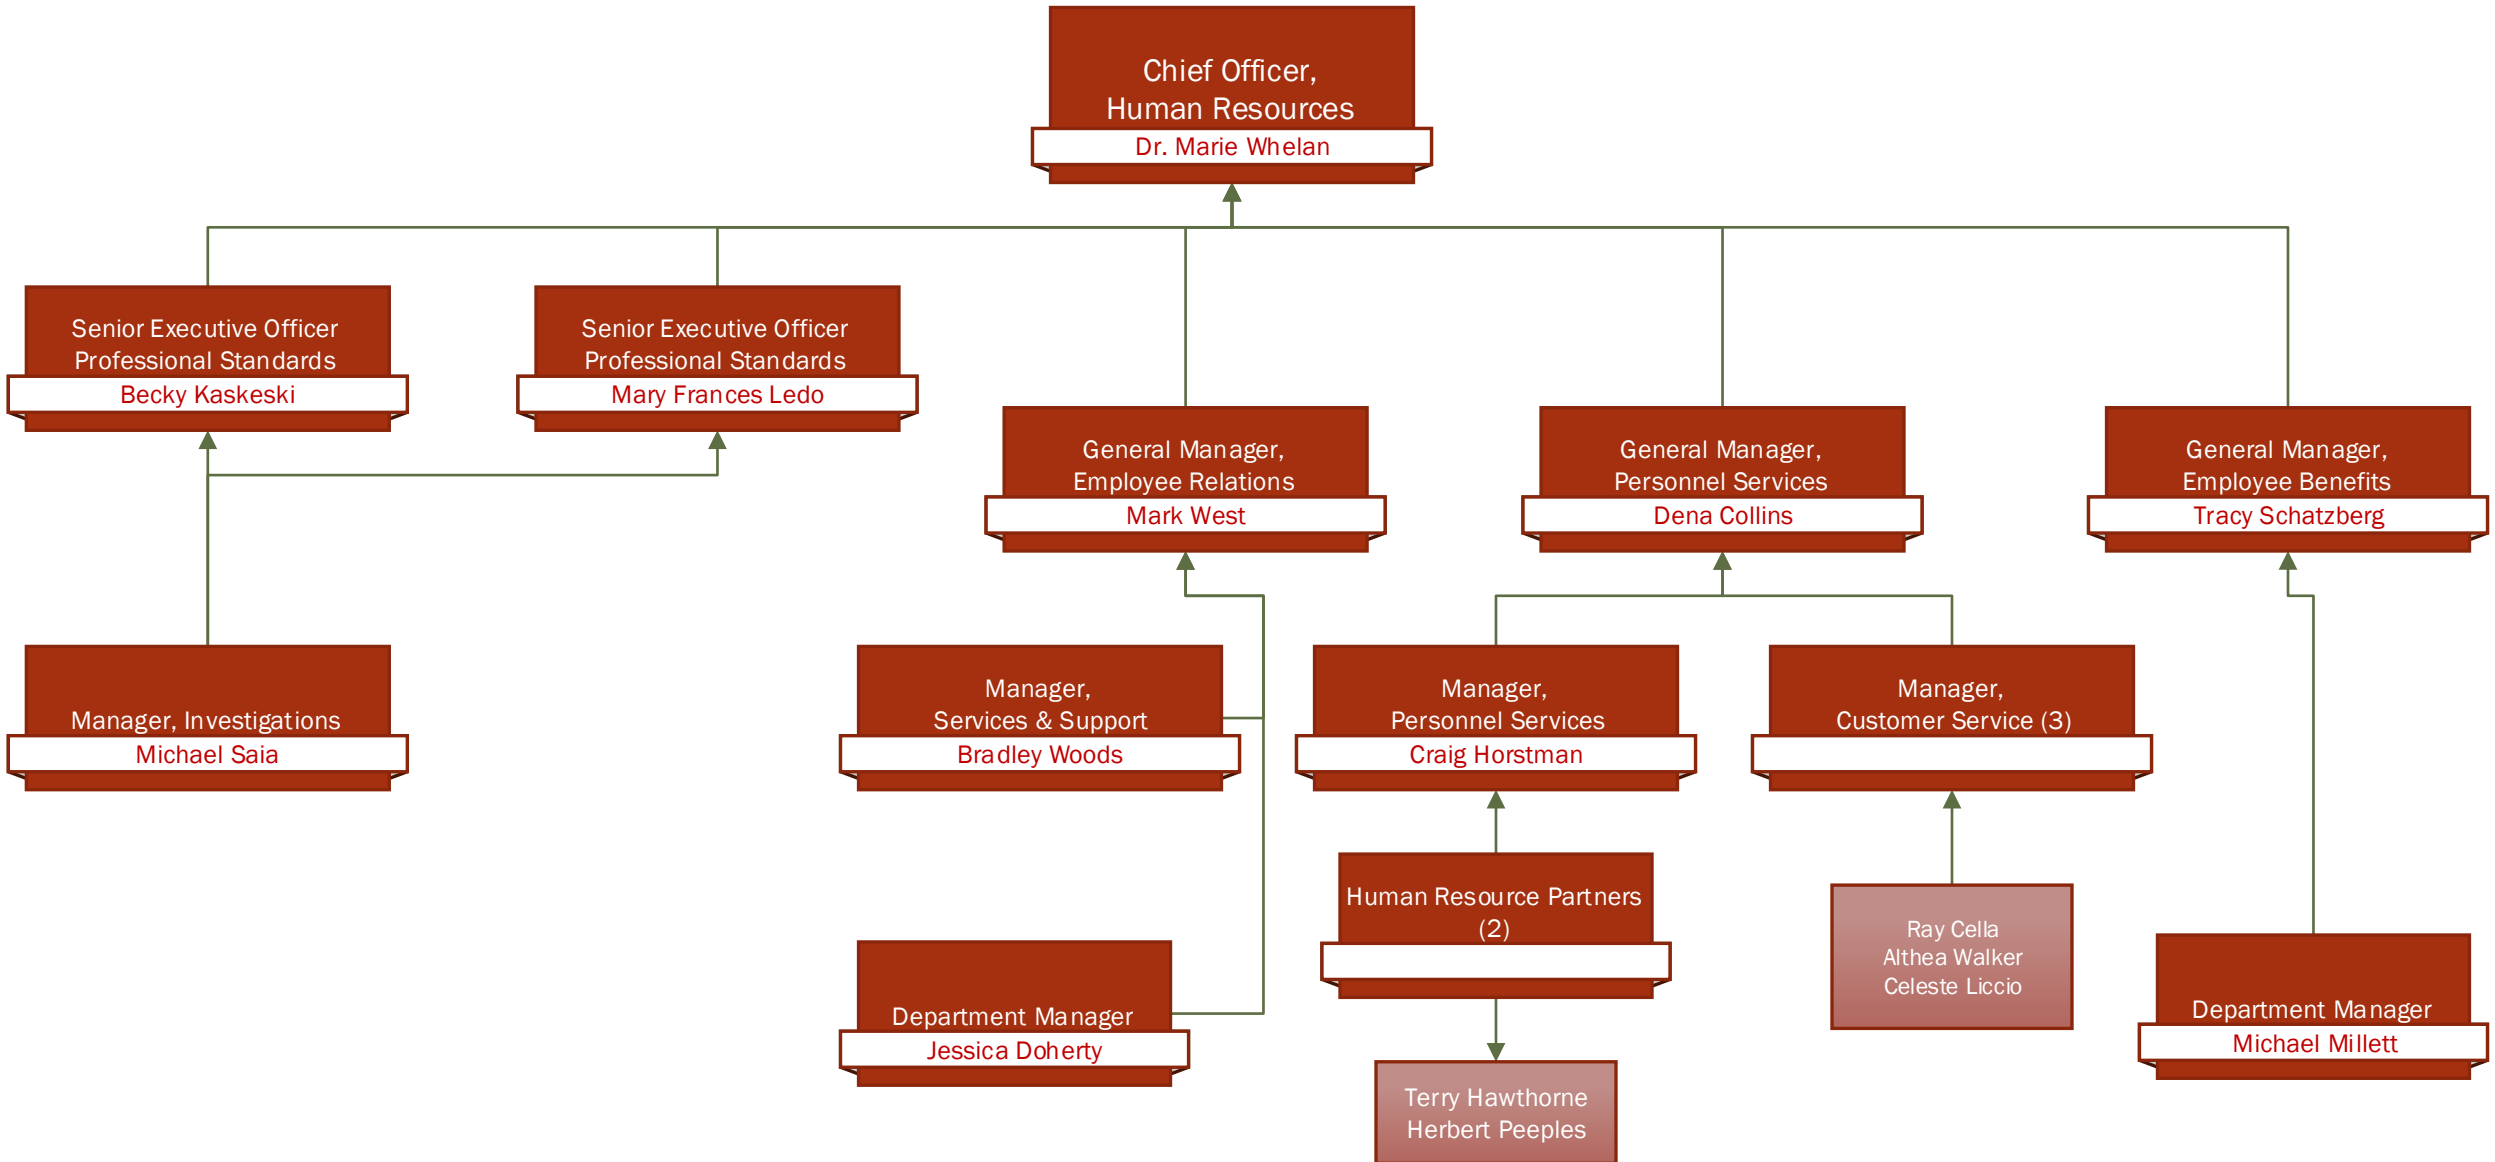 Chief Officer,
Human Resources
Dr. Marie Whelan
Senior Executive Officer
Professional Standards
Becky Kaskeski
Senior Executive Officer
Professional Standards
Mary Frances Ledo
General Manager,
Employee Relations
Mark West
General Manager,
Personnel Services
Dena Collins
General Manager,
Employee Benefits
Tracy Schatzberg
Manager, Investigations
Michael Saia
Manager,
Services & Support
Bradley Woods
Manager,
Personnel Services
Craig Horstman
Manager,
Customer Service (3)
Human Resource Partners
(2)
Ray Cella
Althea Walker
Celeste Liccio
Department Manager
Jessica Doherty
Department Manager
Michael Millett
Terry Hawthorne
Herbert Peeples